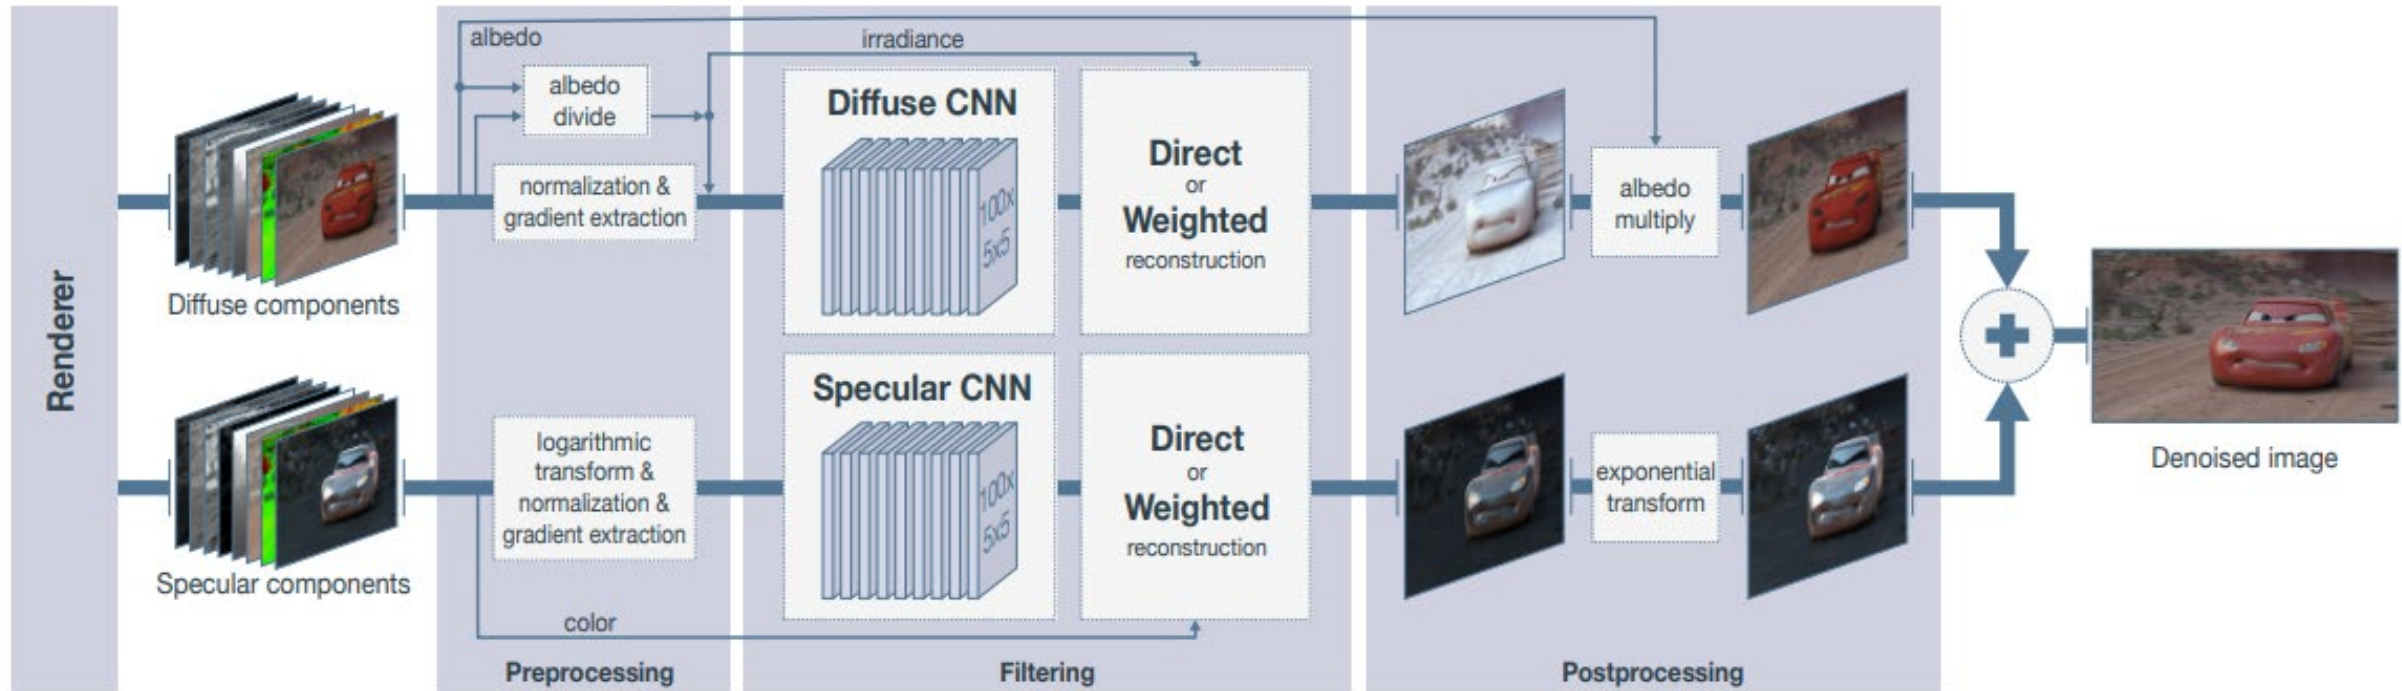 Renderer
Diffuse components
Specular components
albedo
albedo
divide
normalization &
gradient extraction
logarithmic
transform &
normalization &
gradient extraction
color
Preprocessing
irradiance
Diffuse CNN
100x
5x5
Direct
or
Weighted
reconstruction
Specular CNN
100x
5x5
Direct
or
Weighted
reconstruction
Filtering
albedo
multiply
exponential
transform
Postprocessing
Denoised image